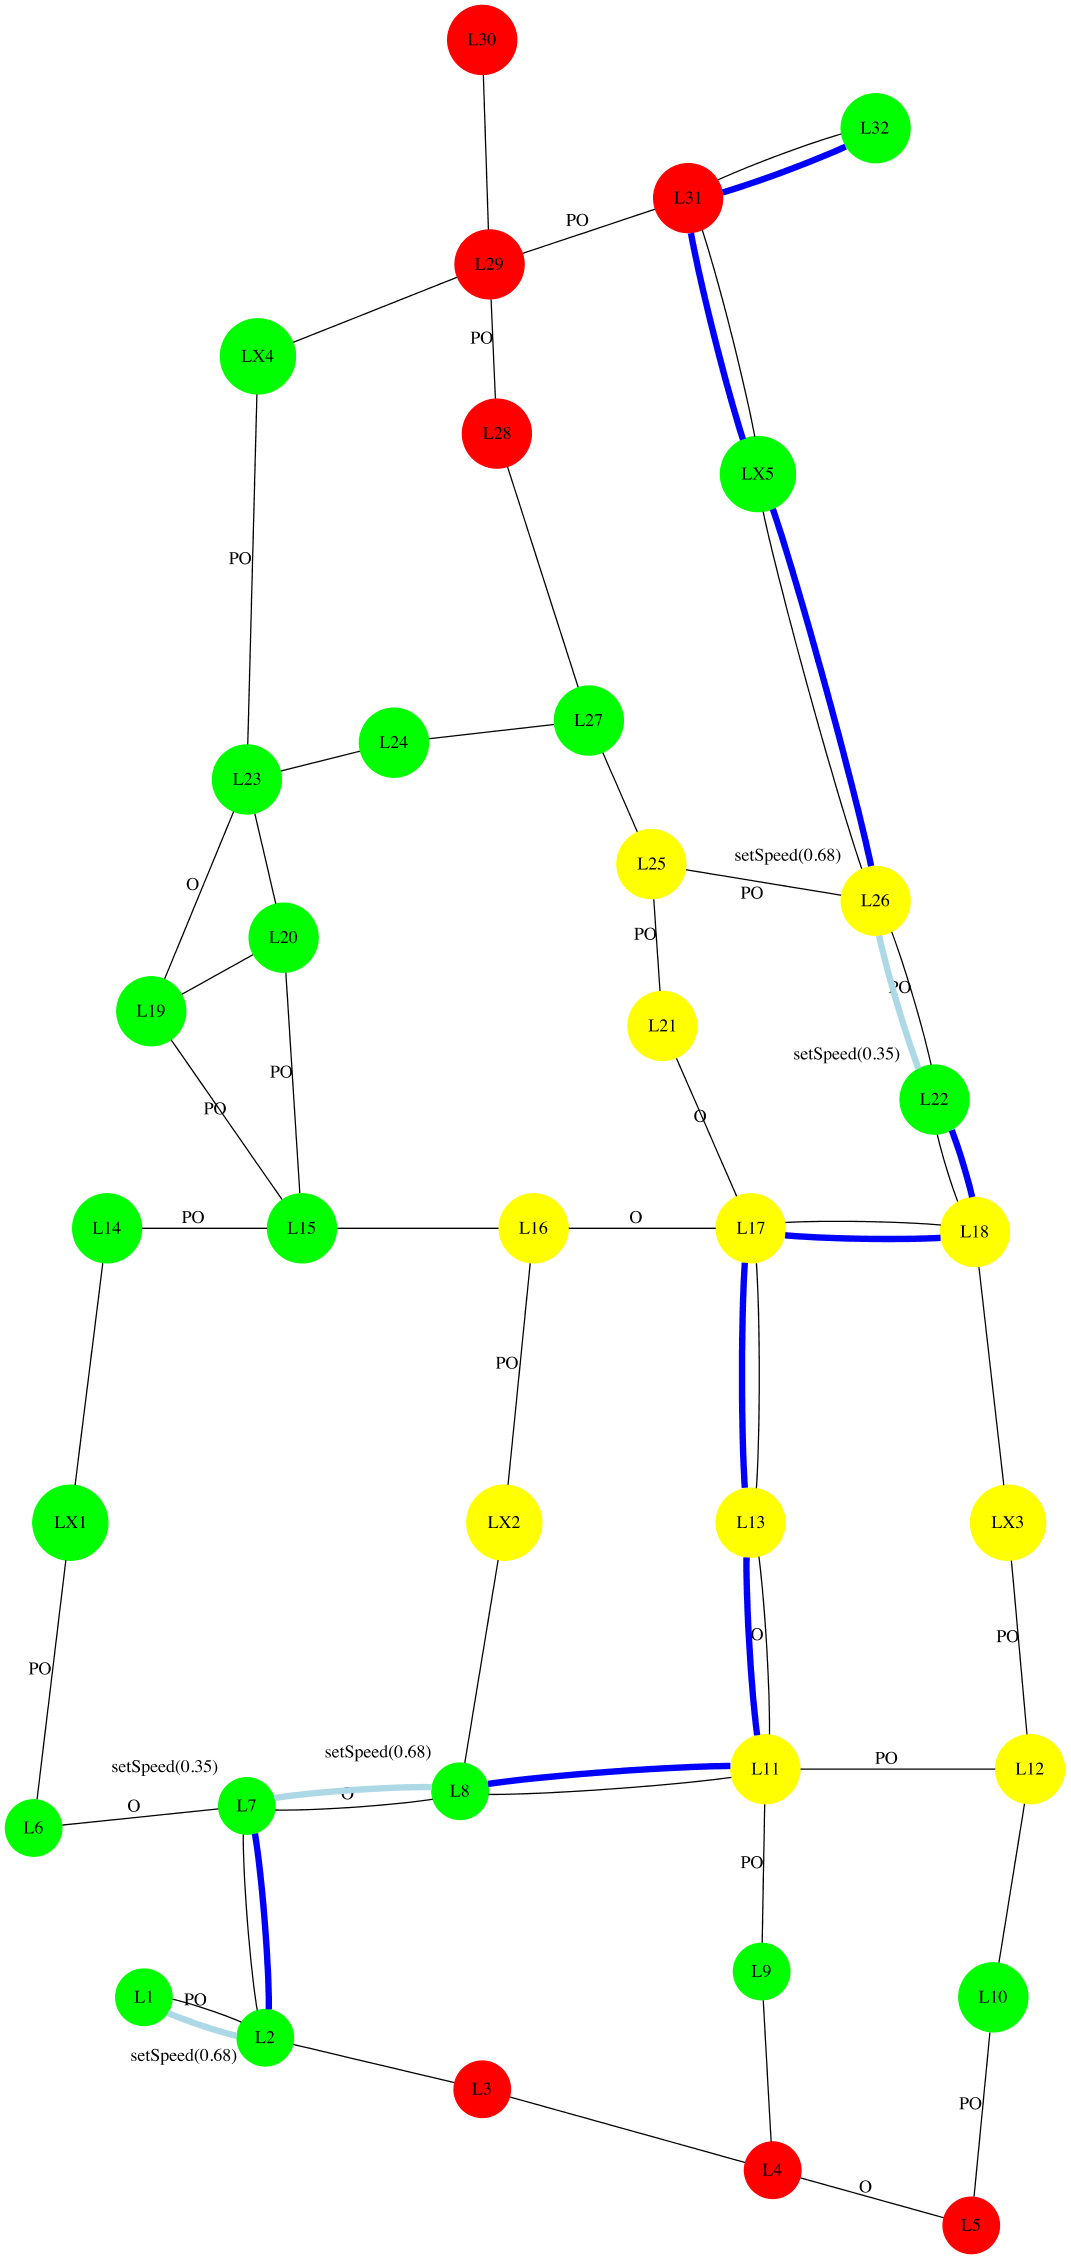 L30
L32
L31
PO
L29
PO
LX4
L28
LX5
PO
L27
L24
L23
setSpeed(0.68)
L25
O
PO
L26
PO
L20
PO
L19
L21
setSpeed(0.35)
PO
L22
PO
O
L14
PO
L15
L16
O
L17
L18
PO
LX1
LX2
L13
LX3
O
PO
PO
setSpeed(0.68)
PO
setSpeed(0.35)
L11
L12
L8
O
O
L7
L6
PO
L9
L1
PO
L10
L2
setSpeed(0.68)
L3
PO
L4
O
L5